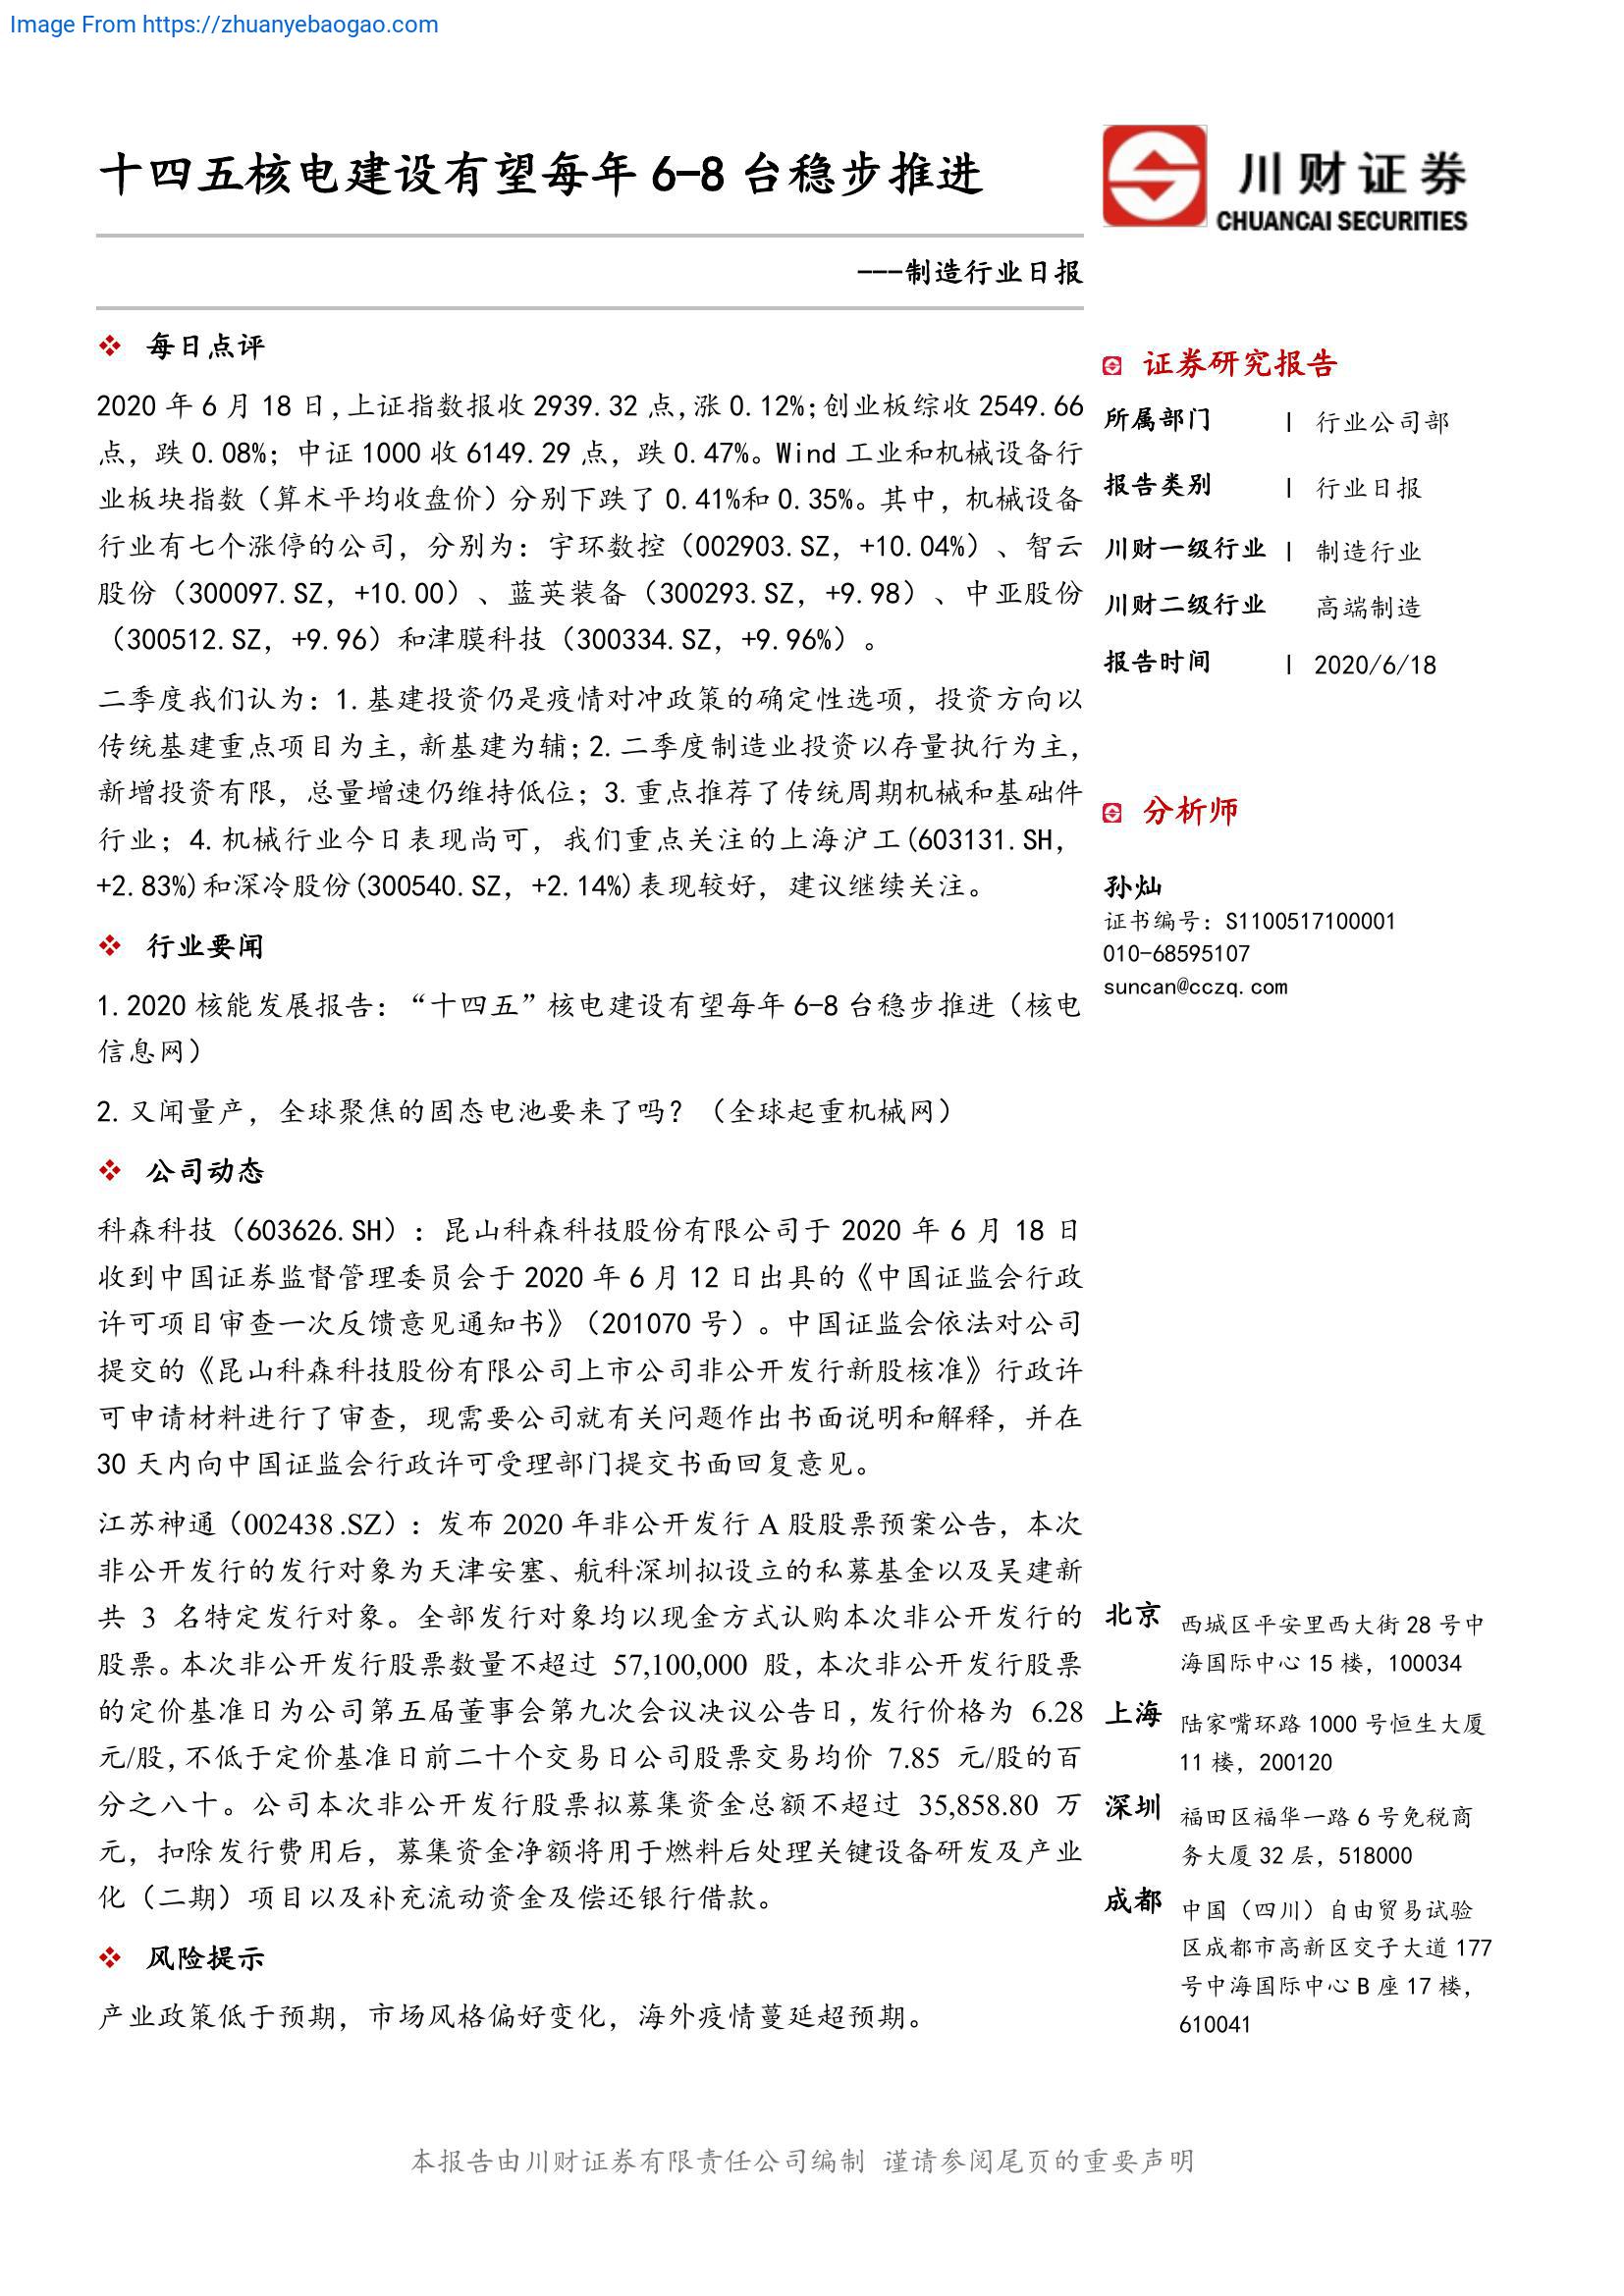 Image From https://zhuanyebaogao.com
十四五核电建设有望每年 6-8 台稳步推进
---制造行业日报
川财证券
CHUANCAI SECURITIES
❖ 每日点评
2020 年 6 月 18 日，上证指数报收 2939.32 点，涨 0.12%；创业板综收 2549.66
点，跌 0.08%；中证 1000 收 6149.29 点，跌 0.47%。Wind 工业和机械设备行
业板块指数（算术平均收盘价）分别下跌了 0.41%和 0.35%。其中，机械设备
行业有七个涨停的公司，分别为：宇环数控（002903.SZ，+10.04%）、智云
股份（300097.SZ，+10.00）、蓝英装备（300293.SZ，+9.98）、中亚股份
（300512.SZ，+9.96）和津膜科技（300334.SZ，+9.96%）。
二季度我们认为：1.基建投资仍是疫情对冲政策的确定性选项，投资方向以
传统基建重点项目为主，新基建为辅；2.二季度制造业投资以存量执行为主，
新增投资有限，总量增速仍维持低位；3.重点推荐了传统周期机械和基础件
行业；4.机械行业今日表现尚可，我们重点关注的上海沪工(603131.SH，
+2.83%)和深冷股份(300540.SZ，+2.14%)表现较好，建议继续关注。
❖ 行业要闻
1.2020 核能发展报告：“十四五”核电建设有望每年 6-8 台稳步推进（核电
信息网）
2.又闻量产，全球聚焦的固态电池要来了吗？（全球起重机械网）
❖ 公司动态
科森科技（603626.SH）：昆山科森科技股份有限公司于 2020 年 6 月 18 日
收到中国证券监督管理委员会于 2020 年 6 月 12 日出具的《中国证监会行政
许可项目审查一次反馈意见通知书》（201070 号）。中国证监会依法对公司
提交的《昆山科森科技股份有限公司上市公司非公开发行新股核准》行政许
可申请材料进行了审查，现需要公司就有关问题作出书面说明和解释，并在
30 天内向中国证监会行政许可受理部门提交书面回复意见。
江苏神通（002438.SZ）：发布 2020 年非公开发行 A 股股票预案公告，本次
非公开发行的发行对象为天津安塞、航科深圳拟设立的私募基金以及吴建新
共 3 名特定发行对象。全部发行对象均以现金方式认购本次非公开发行的
股票。本次非公开发行股票数量不超过 57,100,000 股，本次非公开发行股票
的定价基准日为公司第五届董事会第九次会议决议公告日，发行价格为 6.28
元/股，不低于定价基准日前二十个交易日公司股票交易均价 7.85 元/股的百
分之八十。公司本次非公开发行股票拟募集资金总额不超过 35,858.80 万
元，扣除发行费用后，募集资金净额将用于燃料后处理关键设备研发及产业
化（二期）项目以及补充流动资金及偿还银行借款。
❖ 风险提示
产业政策低于预期，市场风格偏好变化，海外疫情蔓延超预期。
证券研究报告
所属部门 | 行业公司部
报告类别 | 行业日报
川财一级行业 | 制造行业
川财二级行业 高端制造
报告时间 | 2020/6/18
分析师
孙灿
证书编号：S1100517100001
010-68595107
suncan@cczq.com
北京 西城区平安里西大街 28 号中
海国际中心 15 楼，100034
上海 陆家嘴环路 1000 号恒生大厦
11 楼，200120
深圳 福田区福华一路 6 号免税商
务大厦 32 层，518000
成都 中国（四川）自由贸易试验
区成都市高新区交子大道 177
号中海国际中心 B 座 17 楼，
610041
本报告由川财证券有限责任公司编制 谨请参阅尾页的重要声明